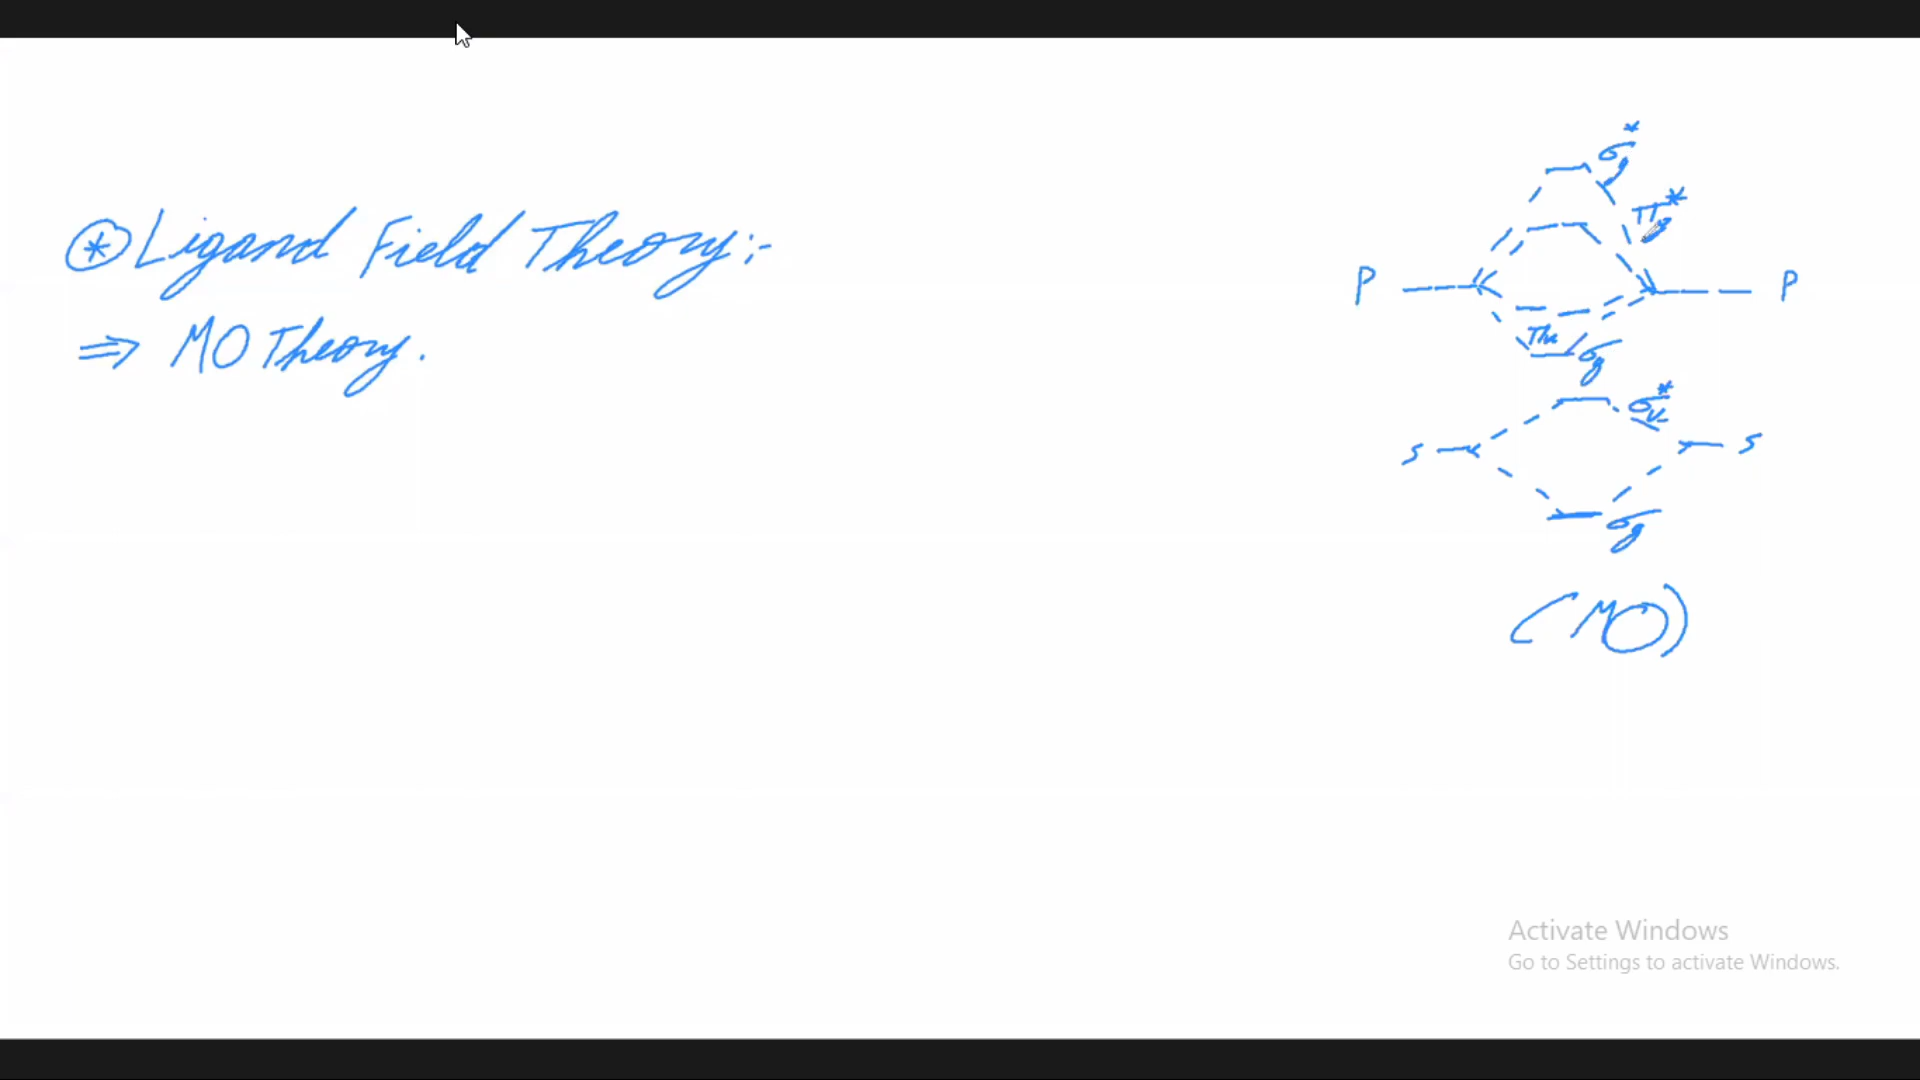 ⊛ Ligand Field Theory:-
⇒ MO Theory.
σg*
πg*
P P
πu σg
σu*
S S
σg
(MO)
Activate Windows
Go to Settings to activate Windows.